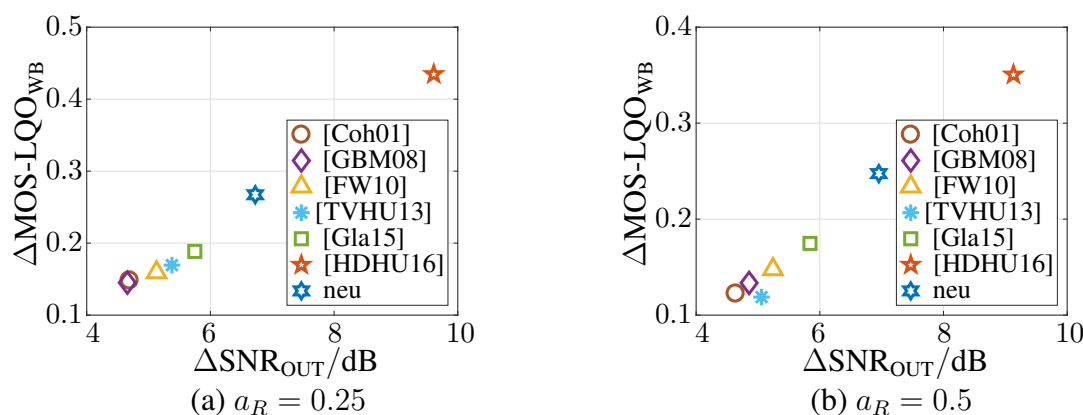 0.5
0.4
0.3
0.2
0.1
ΔMOS-LQO_WB
[Coh01]
[GBM08]
[FW10]
[TVHU13]
[Gla15]
[HDHU16]
neu
4 6 8 10
ΔSNR_OUT/dB
(a) a_R = 0.25
0.4
0.3
0.2
0.1
ΔMOS-LQO_WB
[Coh01]
[GBM08]
[FW10]
[TVHU13]
[Gla15]
[HDHU16]
neu
4 6 8 10
ΔSNR_OUT/dB
(b) a_R = 0.5